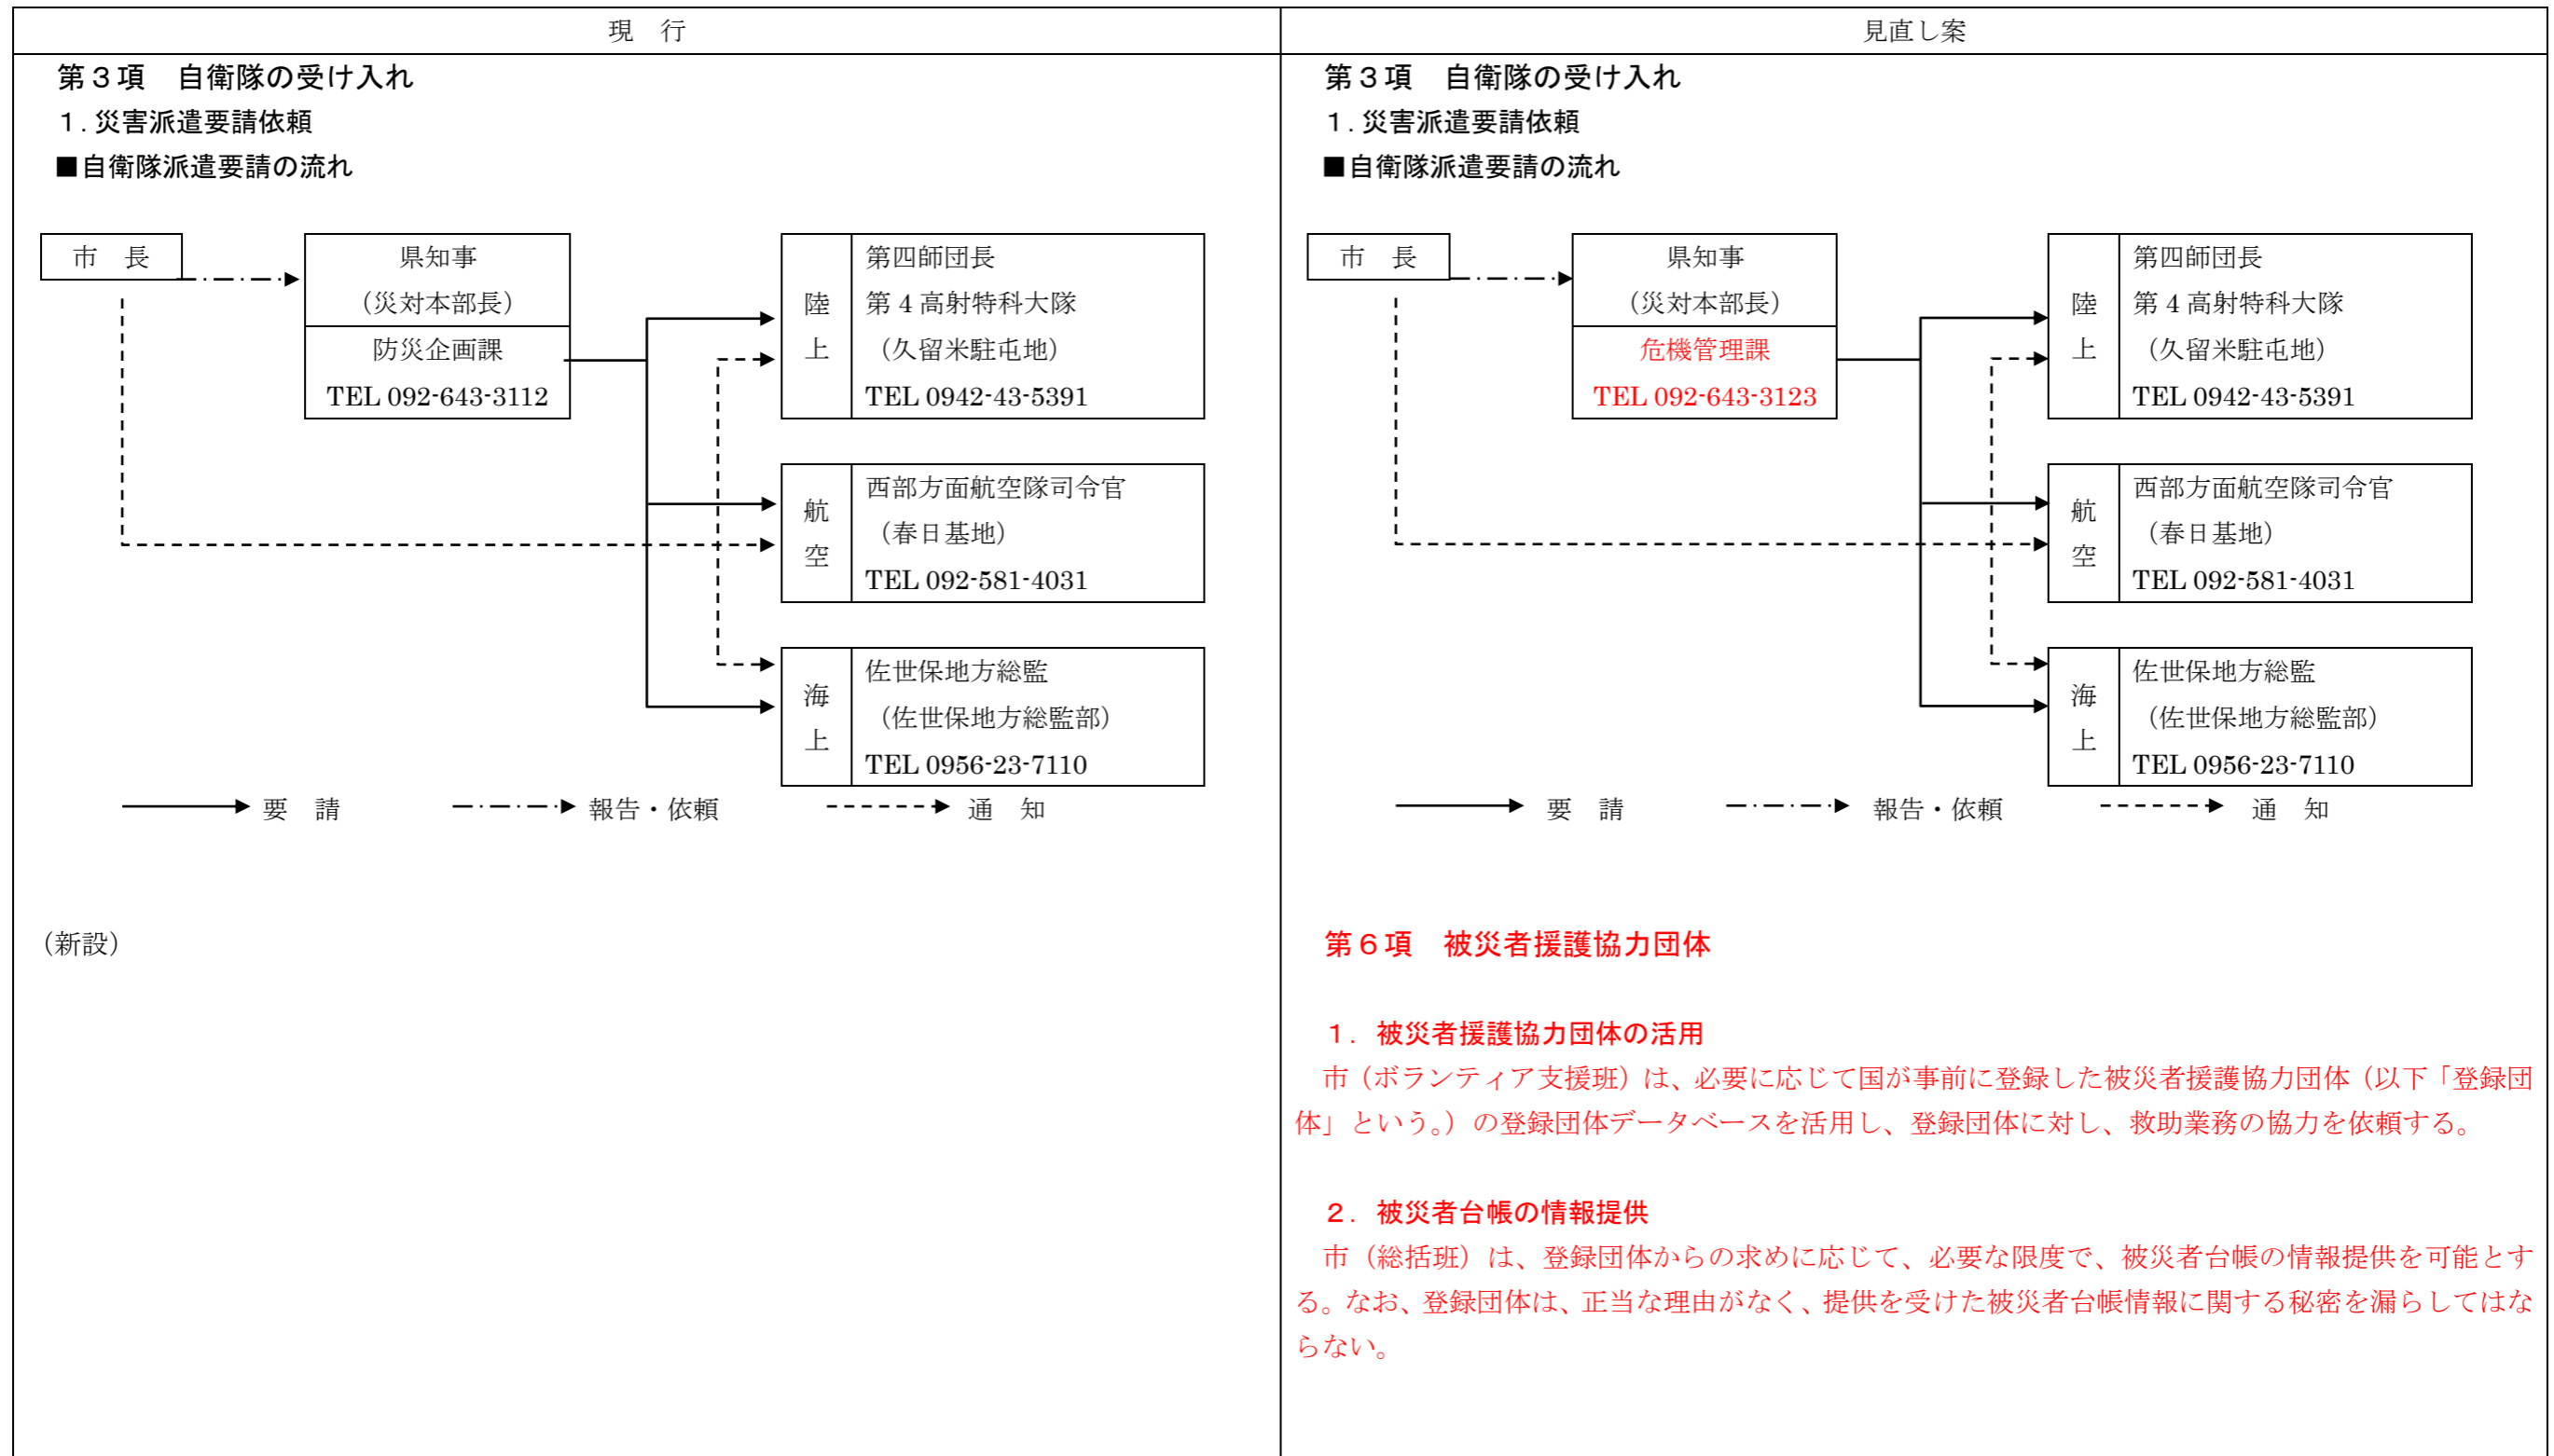 現　行
第３項　自衛隊の受け入れ
１. 災害派遣要請依頼
■自衛隊派遣要請の流れ
市　長
県知事
（災対本部長）
防災企画課
TEL 092-643-3112
陸上
第四師団長
第 4 高射特科大隊
（久留米駐屯地）
TEL 0942-43-5391
航空
西部方面航空隊司令官
（春日基地）
TEL 092-581-4031
海上
佐世保地方総監
（佐世保地方総監部）
TEL 0956-23-7110
要　請
報告・依頼
通　知
（新設）
見直し案
第３項　自衛隊の受け入れ
１. 災害派遣要請依頼
■自衛隊派遣要請の流れ
市　長
県知事
（災対本部長）
危機管理課
TEL 092-643-3123
陸上
第四師団長
第 4 高射特科大隊
（久留米駐屯地）
TEL 0942-43-5391
航空
西部方面航空隊司令官
（春日基地）
TEL 092-581-4031
海上
佐世保地方総監
（佐世保地方総監部）
TEL 0956-23-7110
要　請
報告・依頼
通　知
第６項　被災者援護協力団体
１．被災者援護協力団体の活用
市（ボランティア支援班）は、必要に応じて国が事前に登録した被災者援護協力団体（以下「登録団
体」という。）の登録団体データベースを活用し、登録団体に対し、救助業務の協力を依頼する。
２．被災者台帳の情報提供
市（総括班）は、登録団体からの求めに応じて、必要な限度で、被災者台帳の情報提供を可能とす
る。なお、登録団体は、正当な理由がなく、提供を受けた被災者台帳情報に関する秘密を漏らしてはな
らない。